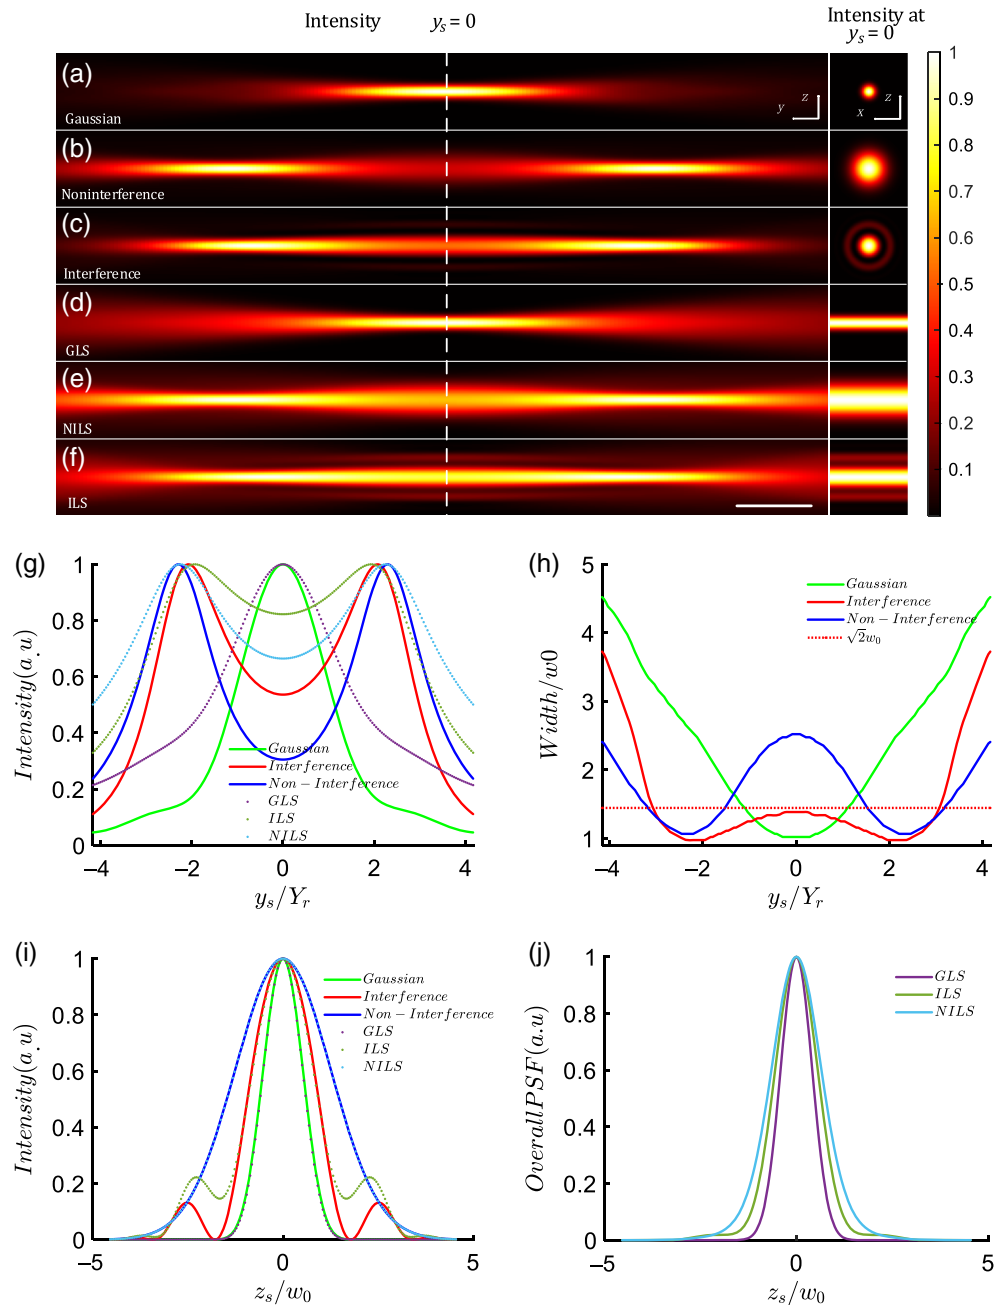 Intensity
y_s = 0
Intensity at
y_s = 0
(a)
Gaussian
y z
x z
(b)
Noninterference
(c)
Interference
(d)
GLS
(e)
NILS
(f)
ILS
1
0.9
0.8
0.7
0.6
0.5
0.4
0.3
0.2
0.1
(g)
Intensity(a.u)
1
0.8
0.6
0.4
0.2
0
Gaussian
Interference
Non-Interference
GLS
ILS
NILS
−4 −2 0 2 4
y_s/Y_r
(h)
Width/w0
5
4
3
2
1
Gaussian
Interference
Non-Interference
√2w_0
−4 −2 0 2 4
y_s/Y_r
(i)
Intensity(a.u)
1
0.8
0.6
0.4
0.2
0
Gaussian
Interference
Non-Interference
GLS
ILS
NILS
−5 0 5
z_s/w_0
(j)
OverallPSF(a.u)
1
0.8
0.6
0.4
0.2
0
GLS
ILS
NILS
−5 0 5
z_s/w_0